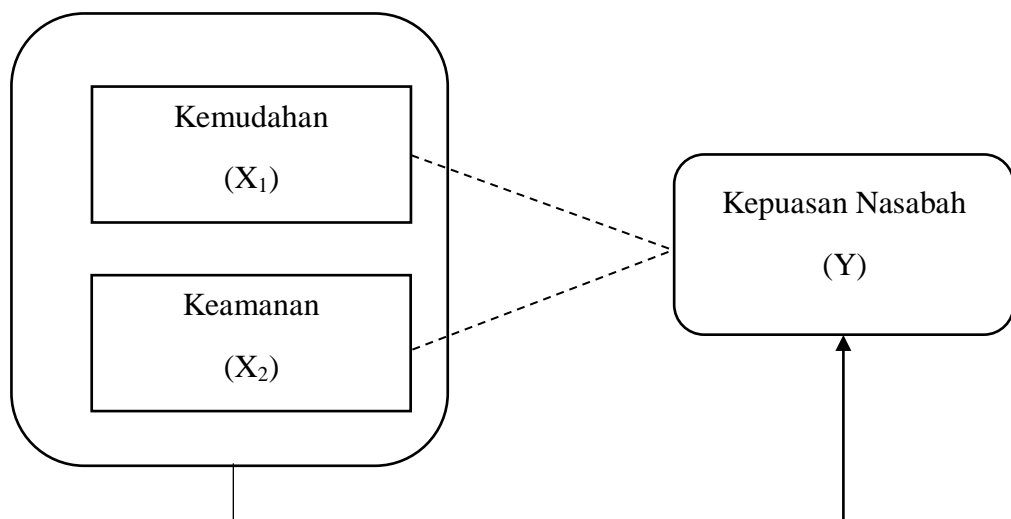 Kemudahan
(X₁)
Keamanan
(X₂)
Kepuasan Nasabah
(Y)